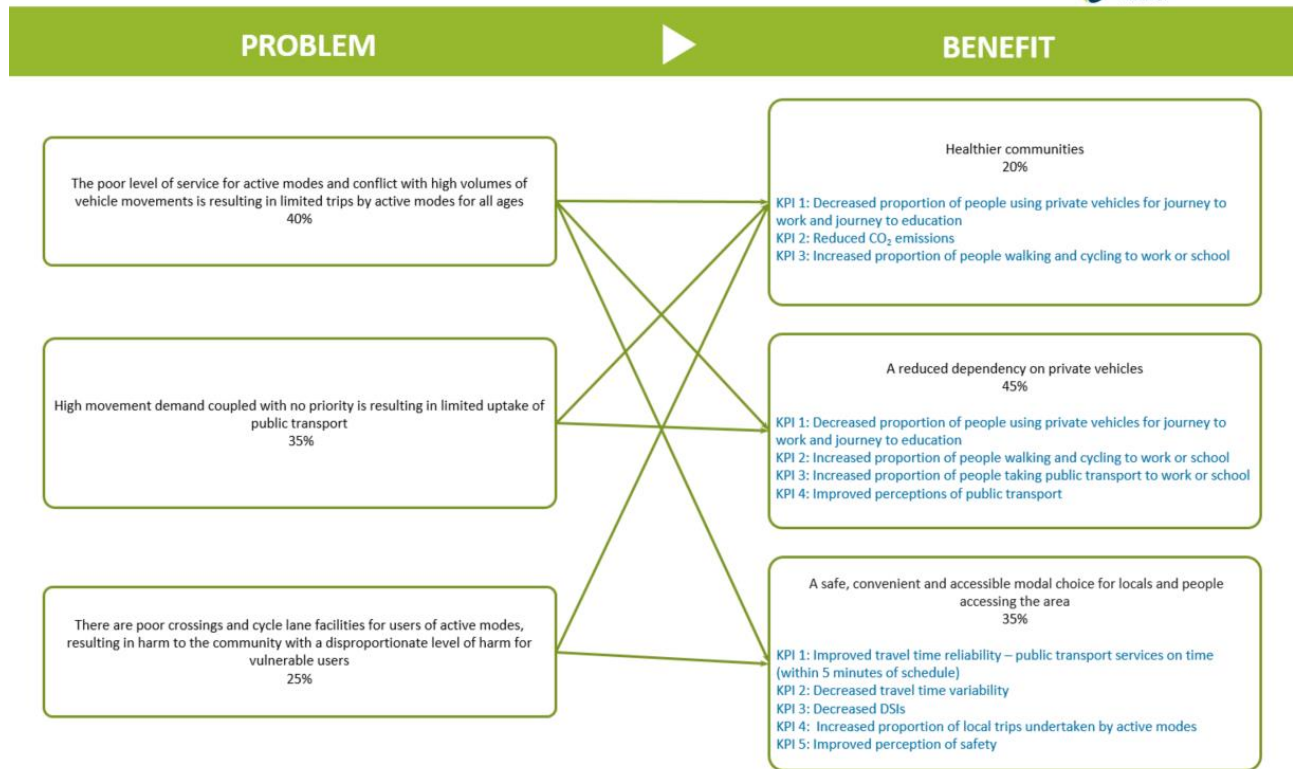 PROBLEM
BENEFIT
The poor level of service for active modes and conflict with high volumes of
vehicle movements is resulting in limited trips by active modes for all ages
40%
High movement demand coupled with no priority is resulting in limited uptake of
public transport
35%
There are poor crossings and cycle lane facilities for users of active modes,
resulting in harm to the community with a disproportionate level of harm for
vulnerable users
25%
Healthier communities
20%
KPI 1: Decreased proportion of people using private vehicles for journey to
work and journey to education
KPI 2: Reduced CO₂ emissions
KPI 3: Increased proportion of people walking and cycling to work or school
A reduced dependency on private vehicles
45%
KPI 1: Decreased proportion of people using private vehicles for journey to
work and journey to education
KPI 2: Increased proportion of people walking and cycling to work or school
KPI 3: Increased proportion of people taking public transport to work or school
KPI 4: Improved perceptions of public transport
A safe, convenient and accessible modal choice for locals and people
accessing the area
35%
KPI 1: Improved travel time reliability – public transport services on time
(within 5 minutes of schedule)
KPI 2: Decreased travel time variability
KPI 3: Decreased DSIs
KPI 4: Increased proportion of local trips undertaken by active modes
KPI 5: Improved perception of safety